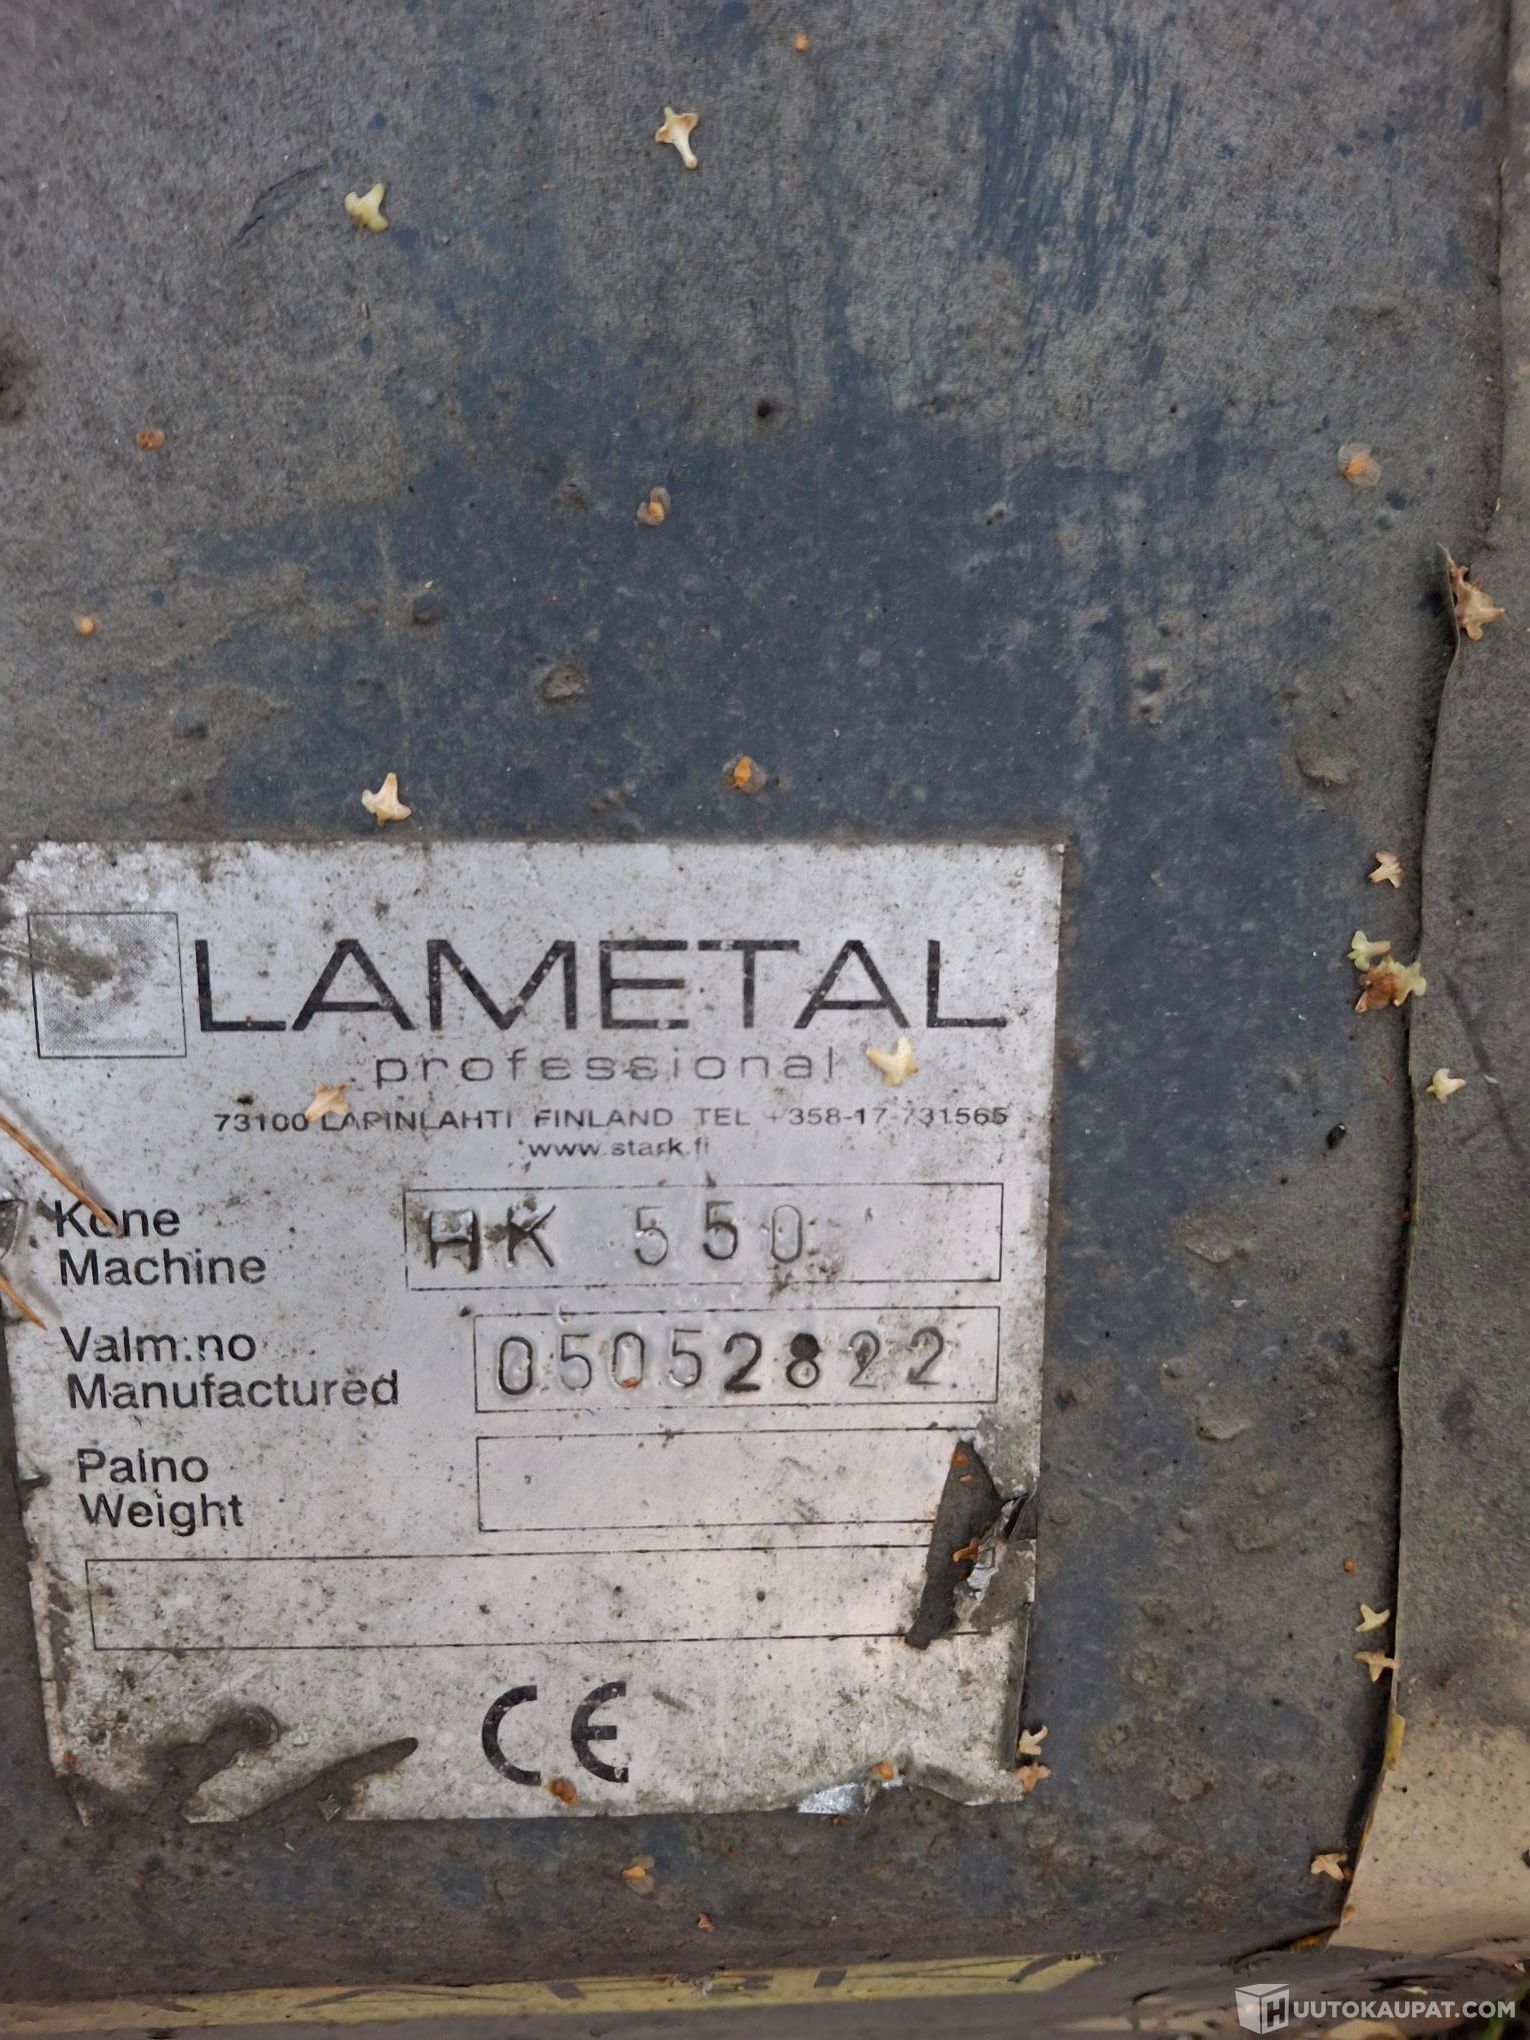 LAMETAL
professional
73100 LAPINLAHTI FINLAND TEL +358-17-731565
www.stark.fi
Kone
Machine
HK 550
Valm.no
Manufactured
05052822
Paino
Weight
CE
HUUTOKAUPAT.COM